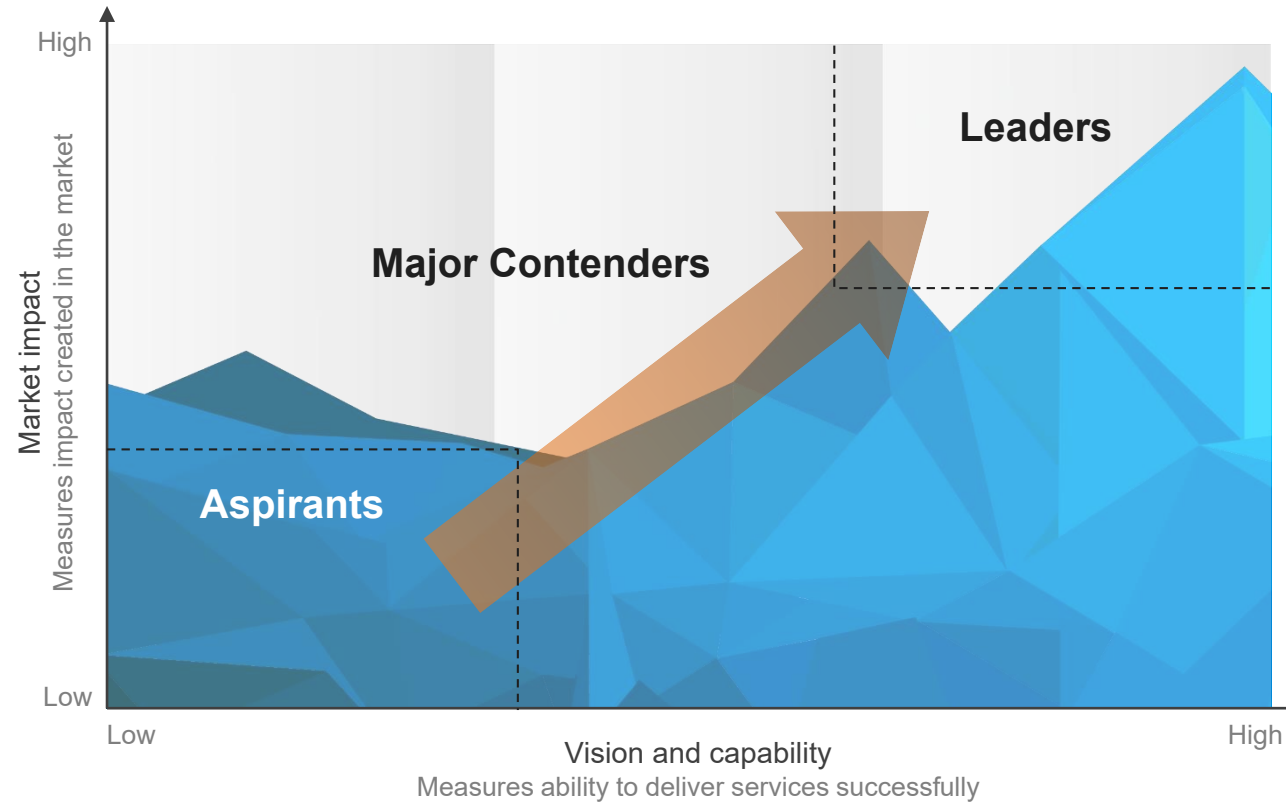 High
Leaders
Major Contenders
Market impact
Measures impact created in the market
Aspirants
Low
Low
High
Vision and capability
Measures ability to deliver services successfully